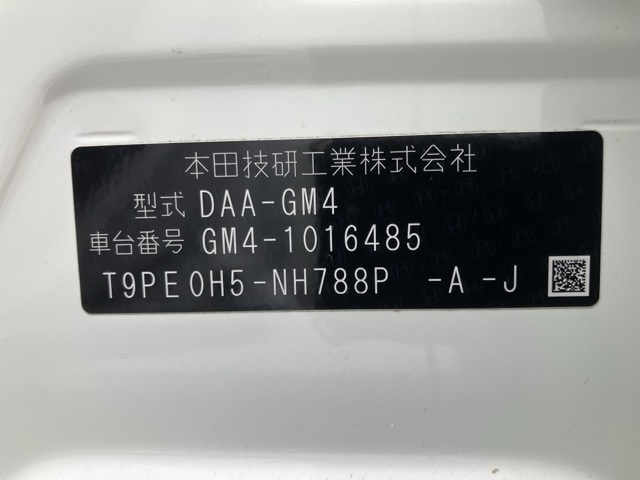 本田技研工業株式会社
型式 DAA-GM4
車台番号 GM4-1016485
T9PE0H5-NH788P -A -J